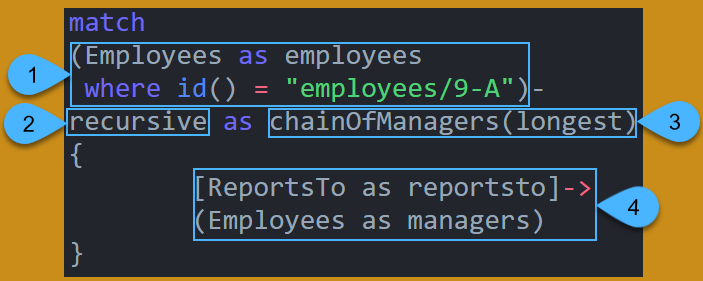 match
(Employees as employees
where id() = "employees/9-A")-
recursive as chainOfManagers(longest)
{
[ReportsTo as reportsto]->
(Employees as managers)
}
1
2
3
4